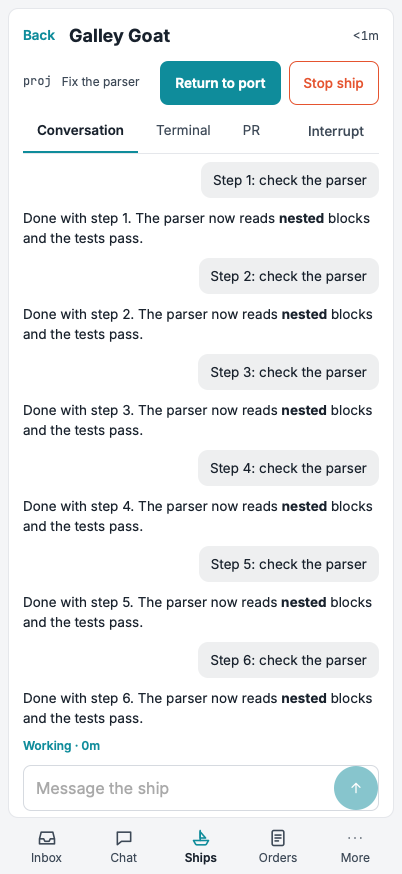 Back Galley Goat <1m
proj Fix the parser Return to port Stop ship
Conversation Terminal PR Interrupt
Step 1: check the parser
Done with step 1. The parser now reads nested blocks
and the tests pass.
Step 2: check the parser
Done with step 2. The parser now reads nested blocks
and the tests pass.
Step 3: check the parser
Done with step 3. The parser now reads nested blocks
and the tests pass.
Step 4: check the parser
Done with step 4. The parser now reads nested blocks
and the tests pass.
Step 5: check the parser
Done with step 5. The parser now reads nested blocks
and the tests pass.
Step 6: check the parser
Done with step 6. The parser now reads nested blocks
and the tests pass.
Working · 0m
Message the ship
Inbox Chat Ships Orders More